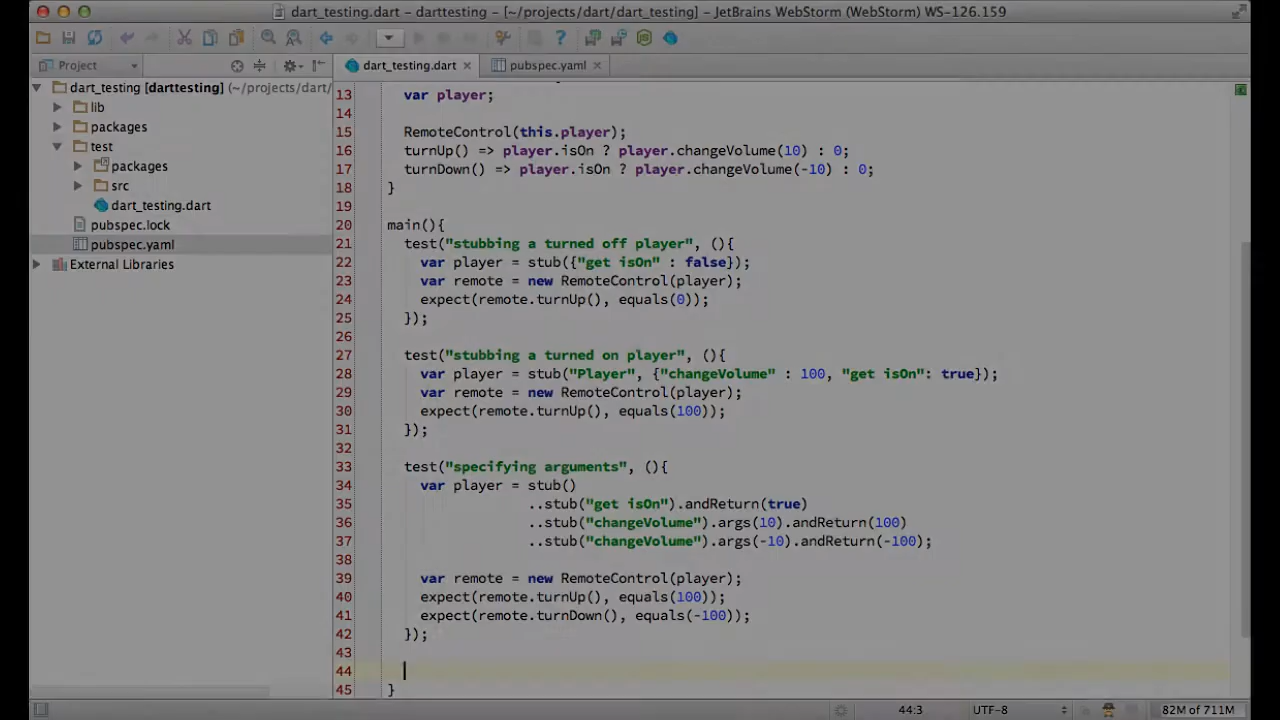 dart_testing.dart – darttesting – [~/projects/dart/dart_testing] – JetBrains WebStorm (WebStorm) WS-126.159
Project
dart_testing.dart
pubspec.yaml
dart_testing [darttesting] (~/projects/dart/
lib
packages
test
packages
src
dart_testing.dart
pubspec.lock
pubspec.yaml
External Libraries
13 var player;
14
15 RemoteControl(this.player);
16 turnUp() => player.isOn ? player.changeVolume(10) : 0;
17 turnDown() => player.isOn ? player.changeVolume(-10) : 0;
18 }
19
20 main(){
21 test("stubbing a turned off player", (){
22 var player = stub({"get isOn" : false});
23 var remote = new RemoteControl(player);
24 expect(remote.turnUp(), equals(0));
25 });
26
27 test("stubbing a turned on player", (){
28 var player = stub("Player", {"changeVolume" : 100, "get isOn": true});
29 var remote = new RemoteControl(player);
30 expect(remote.turnUp(), equals(100));
31 });
32
33 test("specifying arguments", (){
34 var player = stub()
35 ..stub("get isOn").andReturn(true)
36 ..stub("changeVolume").args(10).andReturn(100)
37 ..stub("changeVolume").args(-10).andReturn(-100);
38
39 var remote = new RemoteControl(player);
40 expect(remote.turnUp(), equals(100));
41 expect(remote.turnDown(), equals(-100));
42 });
43
44
45 }
44:3 UTF-8 82M of 711M